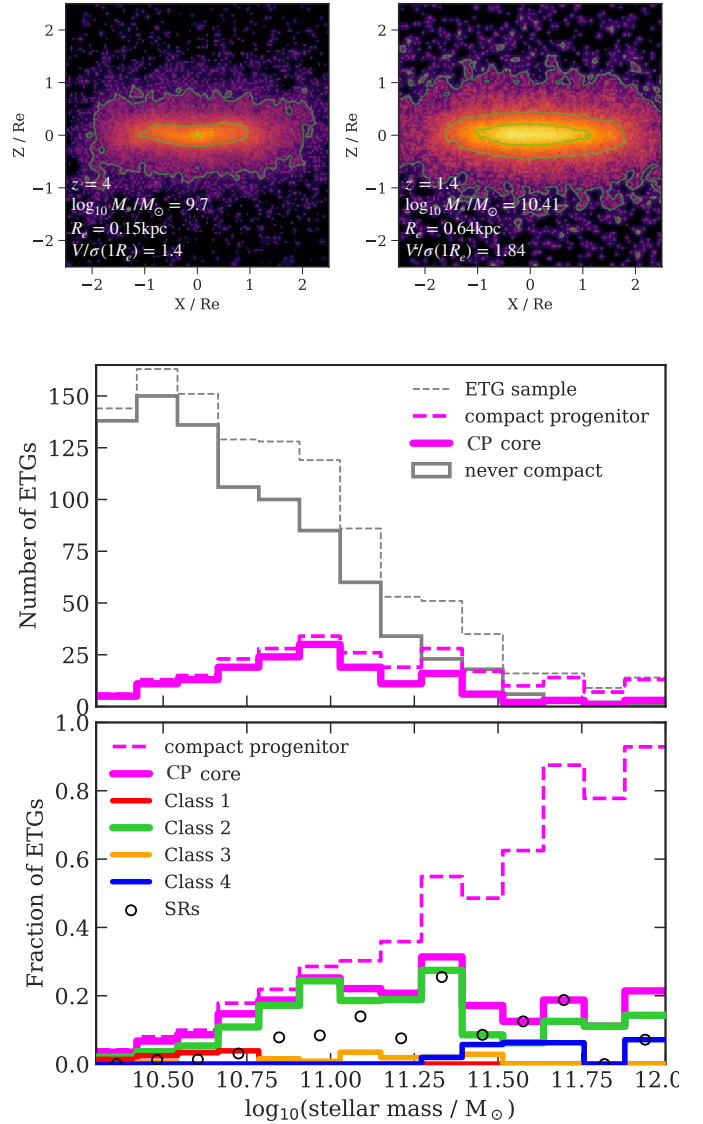 2
1
0
−1
−2
Z / Re
z = 4
log₁₀ M*/M⊙ = 9.7
Rₑ = 0.15kpc
V/σ(1Rₑ) = 1.4
−2 −1 0 1 2
X / Re
2
1
0
−1
−2
Z / Re
z = 1.4
log₁₀ M*/M⊙ = 10.41
Rₑ = 0.64kpc
V/σ(1Rₑ) = 1.84
−2 −1 0 1 2
X / Re
150
125
100
75
50
25
0
Number of ETGs
ETG sample
compact progenitor
CP core
never compact
1.0
0.8
0.6
0.4
0.2
0.0
Fraction of ETGs
compact progenitor
CP core
Class 1
Class 2
Class 3
Class 4
SRs
10.50 10.75 11.00 11.25 11.50 11.75 12.0
log₁₀(stellar mass / M⊙)